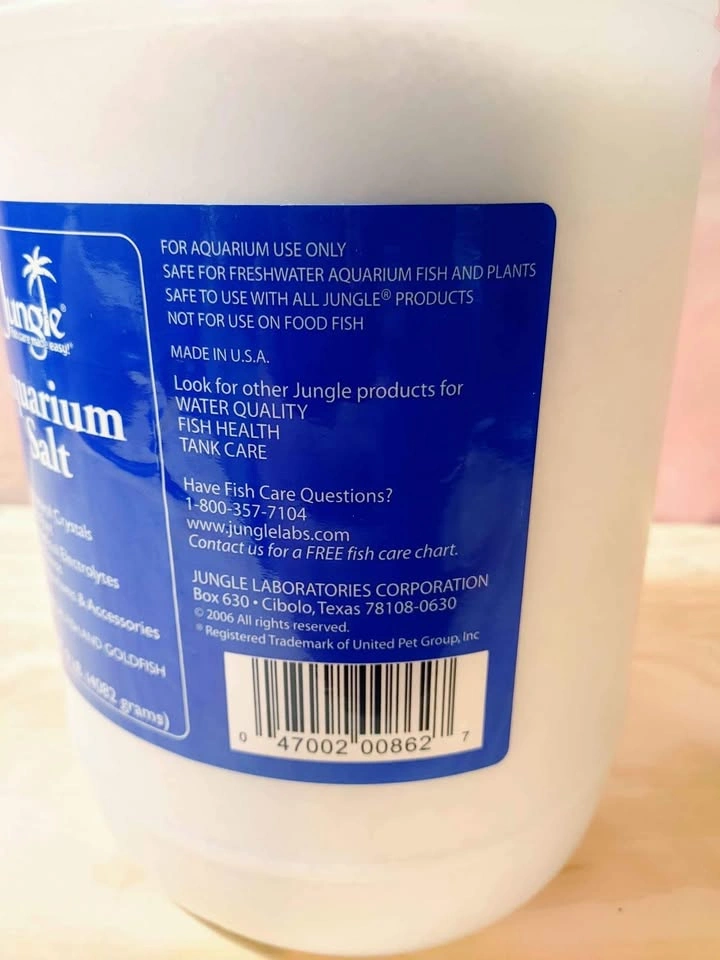 Jungle®
easy!®
Aquarium
Salt
Crystals
Electrolytes
& Accessories
AND GOLDFISH
(4082 grams)
FOR AQUARIUM USE ONLY
SAFE FOR FRESHWATER AQUARIUM FISH AND PLANTS
SAFE TO USE WITH ALL JUNGLE® PRODUCTS
NOT FOR USE ON FOOD FISH
MADE IN U.S.A.
Look for other Jungle products for
WATER QUALITY
FISH HEALTH
TANK CARE
Have Fish Care Questions?
1-800-357-7104
www.junglelabs.com
Contact us for a FREE fish care chart.
JUNGLE LABORATORIES CORPORATION
Box 630 • Cibolo, Texas 78108-0630
© 2006 All rights reserved.
® Registered Trademark of United Pet Group, Inc
0 47002 00862 7